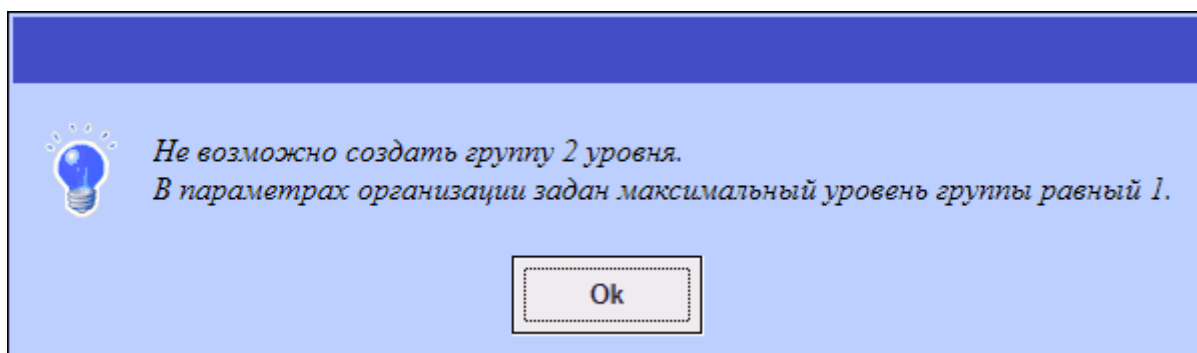 Не возможно создать группу 2 уровня.
В параметрах организации задан максимальный уровень группы равный 1.
Ok